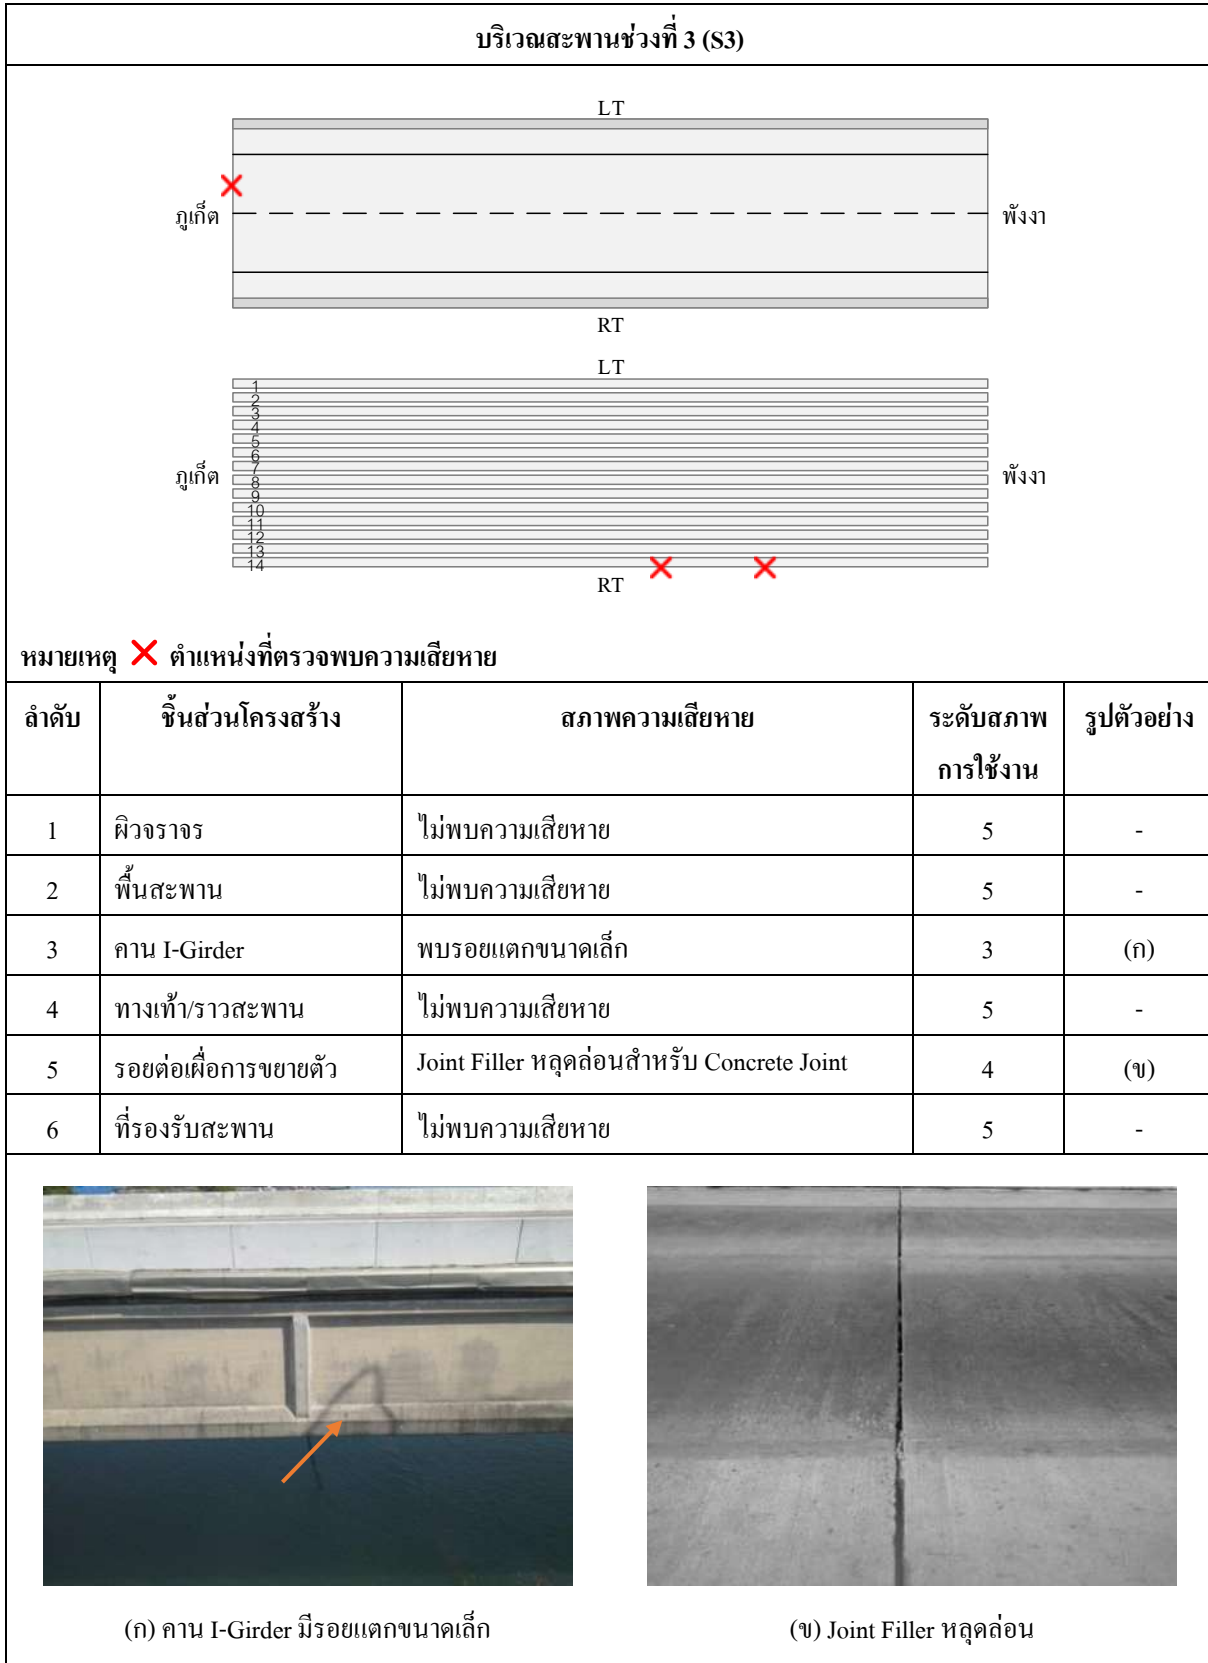 บริเวณสะพานช่วงที่ 3 (S3)
LT
ภูเก็ต
พังงา
RT
LT
1
2
3
4
5
6
7
8
9
10
11
12
13
14
ภูเก็ต
พังงา
RT
หมายเหตุ ตำแหน่งที่ตรวจพบความเสียหาย
ลำดับ ชิ้นส่วนโครงสร้าง สภาพความเสียหาย ระดับสภาพ รูปตัวอย่าง
การใช้งาน
1 ผิวจราจร ไม่พบความเสียหาย 5 -
2 พื้นสะพาน ไม่พบความเสียหาย 5 -
3 คาน I-Girder พบรอยแตกขนาดเล็ก 3 (ก)
4 ทางเท้า/ราวสะพาน ไม่พบความเสียหาย 5 -
5 รอยต่อเผื่อการขยายตัว Joint Filler หลุดล่อนสำหรับ Concrete Joint 4 (ข)
6 ที่รองรับสะพาน ไม่พบความเสียหาย 5 -
(ก) คาน I-Girder มีรอยแตกขนาดเล็ก
(ข) Joint Filler หลุดล่อน